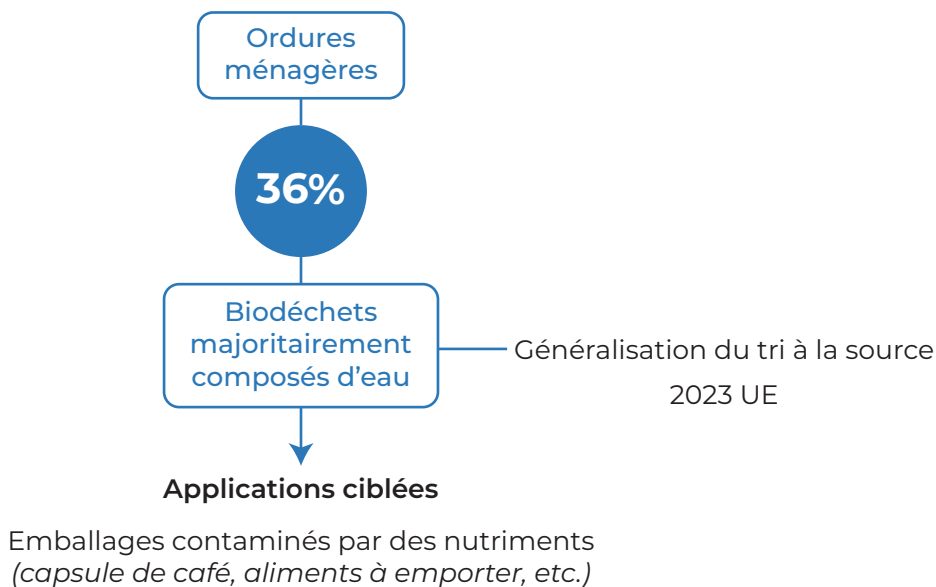 Ordures
ménagères
36%
Biodéchets
majoritairement
composés d'eau
Généralisation du tri à la source
2023 UE
Applications ciblées
Emballages contaminés par des nutriments
(capsule de café, aliments à emporter, etc.)